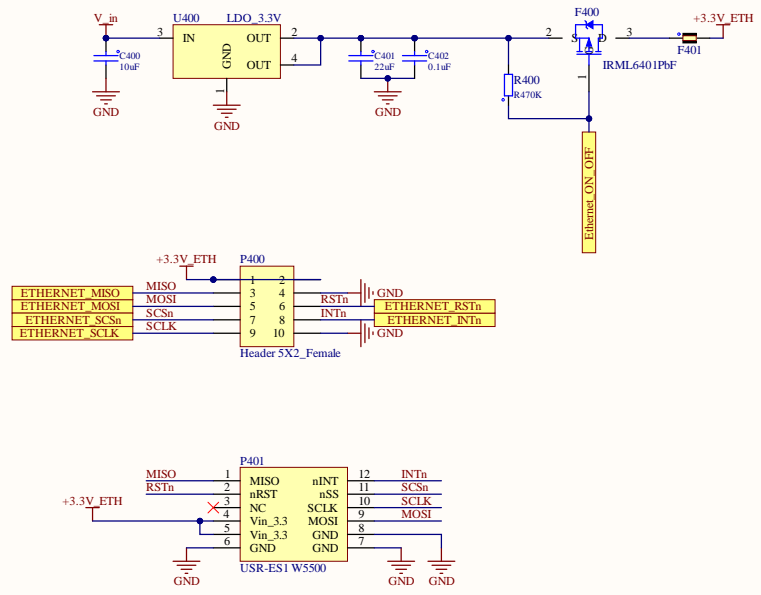 V_in
U400 LDO_3.3V
3 IN OUT 2
OUT 4
GND
1
C400
10uF
GND
GND
C401
22uF
C402
0.1uF
GND
F400
2 S D 3
IRML6401PbF
1
R400
R470K
F401
+3.3V_ETH
Ethernet_ON_OFF
+3.3V_ETH
P400
1 2
ETHERNET_MISO MISO 3 4 GND
ETHERNET_MOSI MOSI 5 6 RSTn ETHERNET_RSTn
ETHERNET_SCSn SCSn 7 8 INTn ETHERNET_INTn
ETHERNET_SCLK SCLK 9 10 GND
Header 5X2_Female
P401
MISO 1 MISO nINT 12 INTn
RSTn 2 nRST nSS 11 SCSn
3 NC SCLK 10 SCLK
+3.3V_ETH 4 Vin_3.3 MOSI 9 MOSI
5 Vin_3.3 GND 8
6 GND GND 7
USR-ES1 W5500
GND
GND
GND